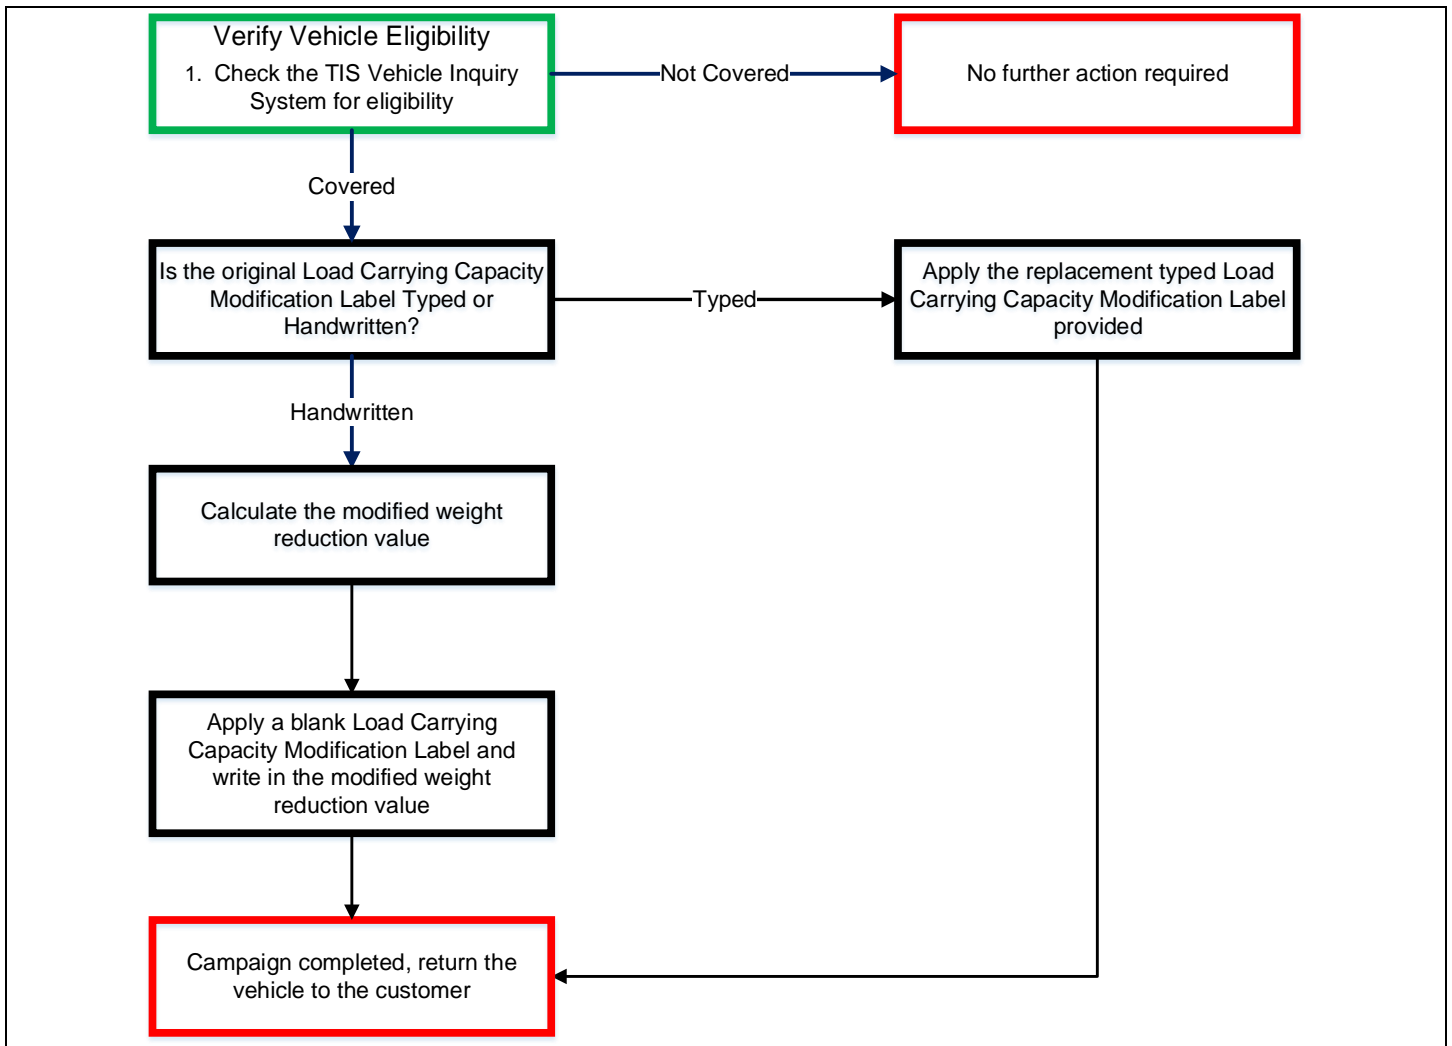 Verify Vehicle Eligibility
1. Check the TIS Vehicle Inquiry
System for eligibility
Not Covered
No further action required
Covered
Is the original Load Carrying Capacity
Modification Label Typed or
Handwritten?
Typed
Apply the replacement typed Load
Carrying Capacity Modification Label
provided
Handwritten
Calculate the modified weight
reduction value
Apply a blank Load Carrying
Capacity Modification Label and
write in the modified weight
reduction value
Campaign completed, return the
vehicle to the customer